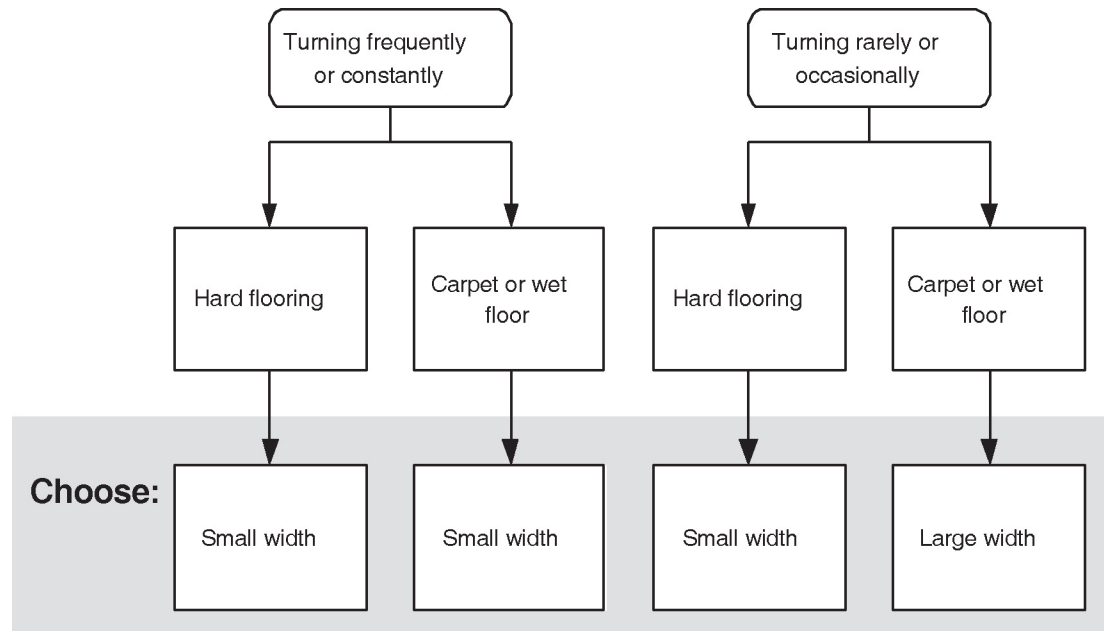 Turning frequently
or constantly
Turning rarely or
occasionally
Hard flooring
Carpet or wet
floor
Hard flooring
Carpet or wet
floor
Choose:
Small width
Small width
Small width
Large width